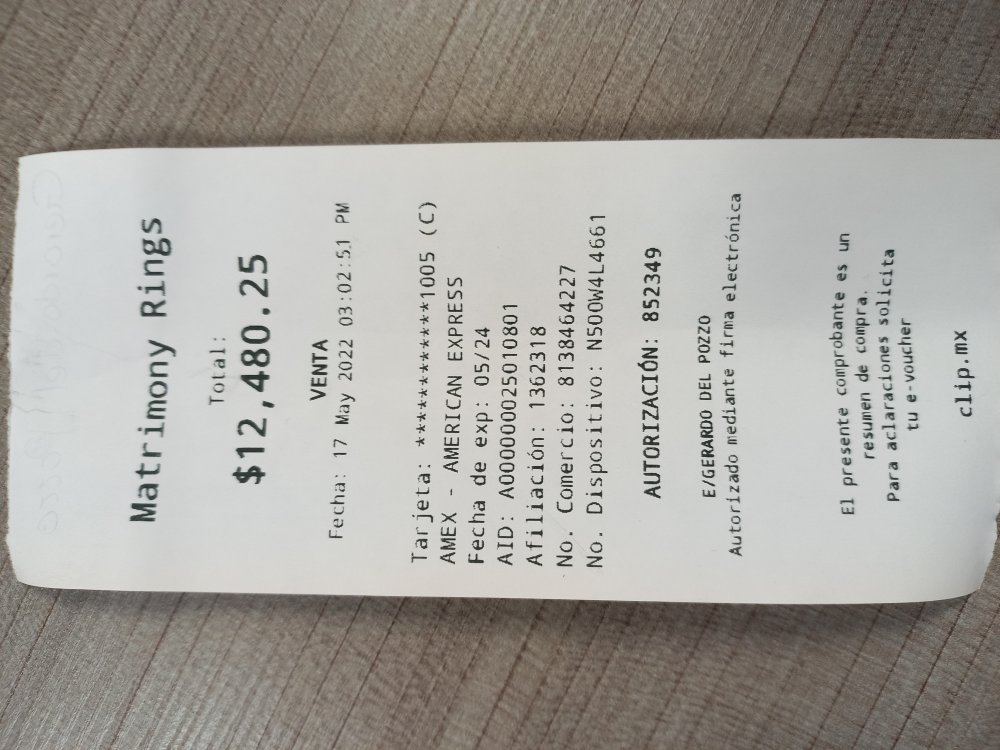 Matrimony Rings
Total:
$12,480.25
VENTA
Fecha: 17 May 2022 03:02:51 PM
Tarjeta: ***********1005 (C)
AMEX - AMERICAN EXPRESS
Fecha de exp: 05/24
AID: A000000025010801
Afiliación: 1362318
No. Comercio: 8138464227
No. Dispositivo: N500W4L4661
AUTORIZACIÓN: 852349
E/GERARDO DEL POZZO
Autorizado mediante firma electrónica
El presente comprobante es un
resumen de compra.
Para aclaraciones solicita
tu e-voucher
clip.mx